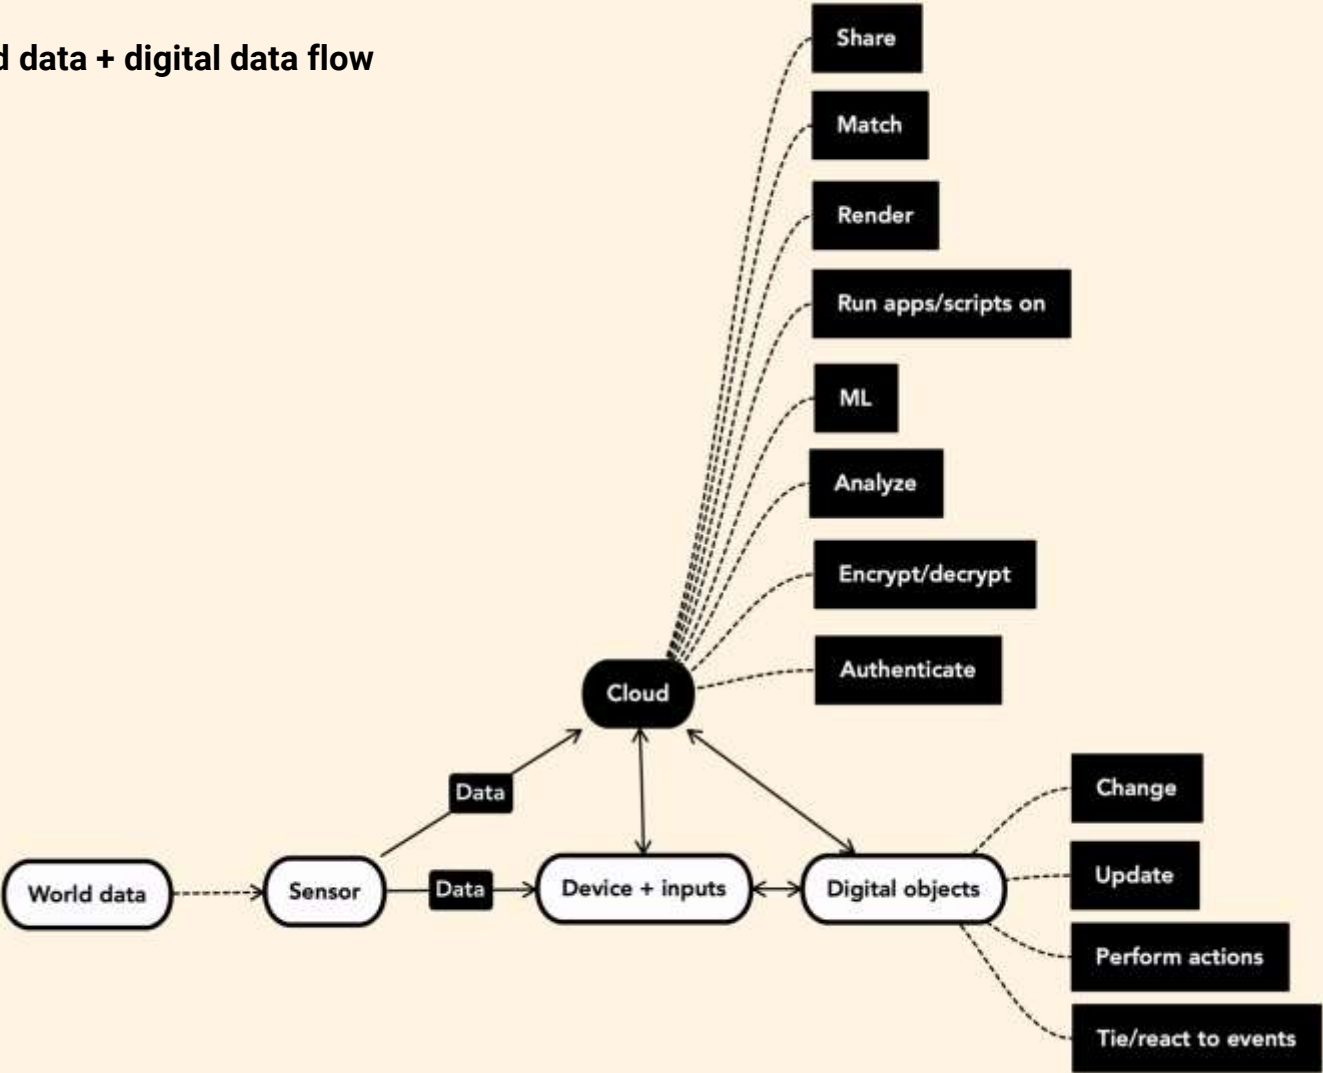 data + digital data flow
Share
Match
Render
Run apps/scripts on
ML
Analyze
Encrypt/decrypt
Authenticate
Cloud
Data
Change
World data
Sensor
Data
Device + inputs
Digital objects
Update
Perform actions
Tie/react to events